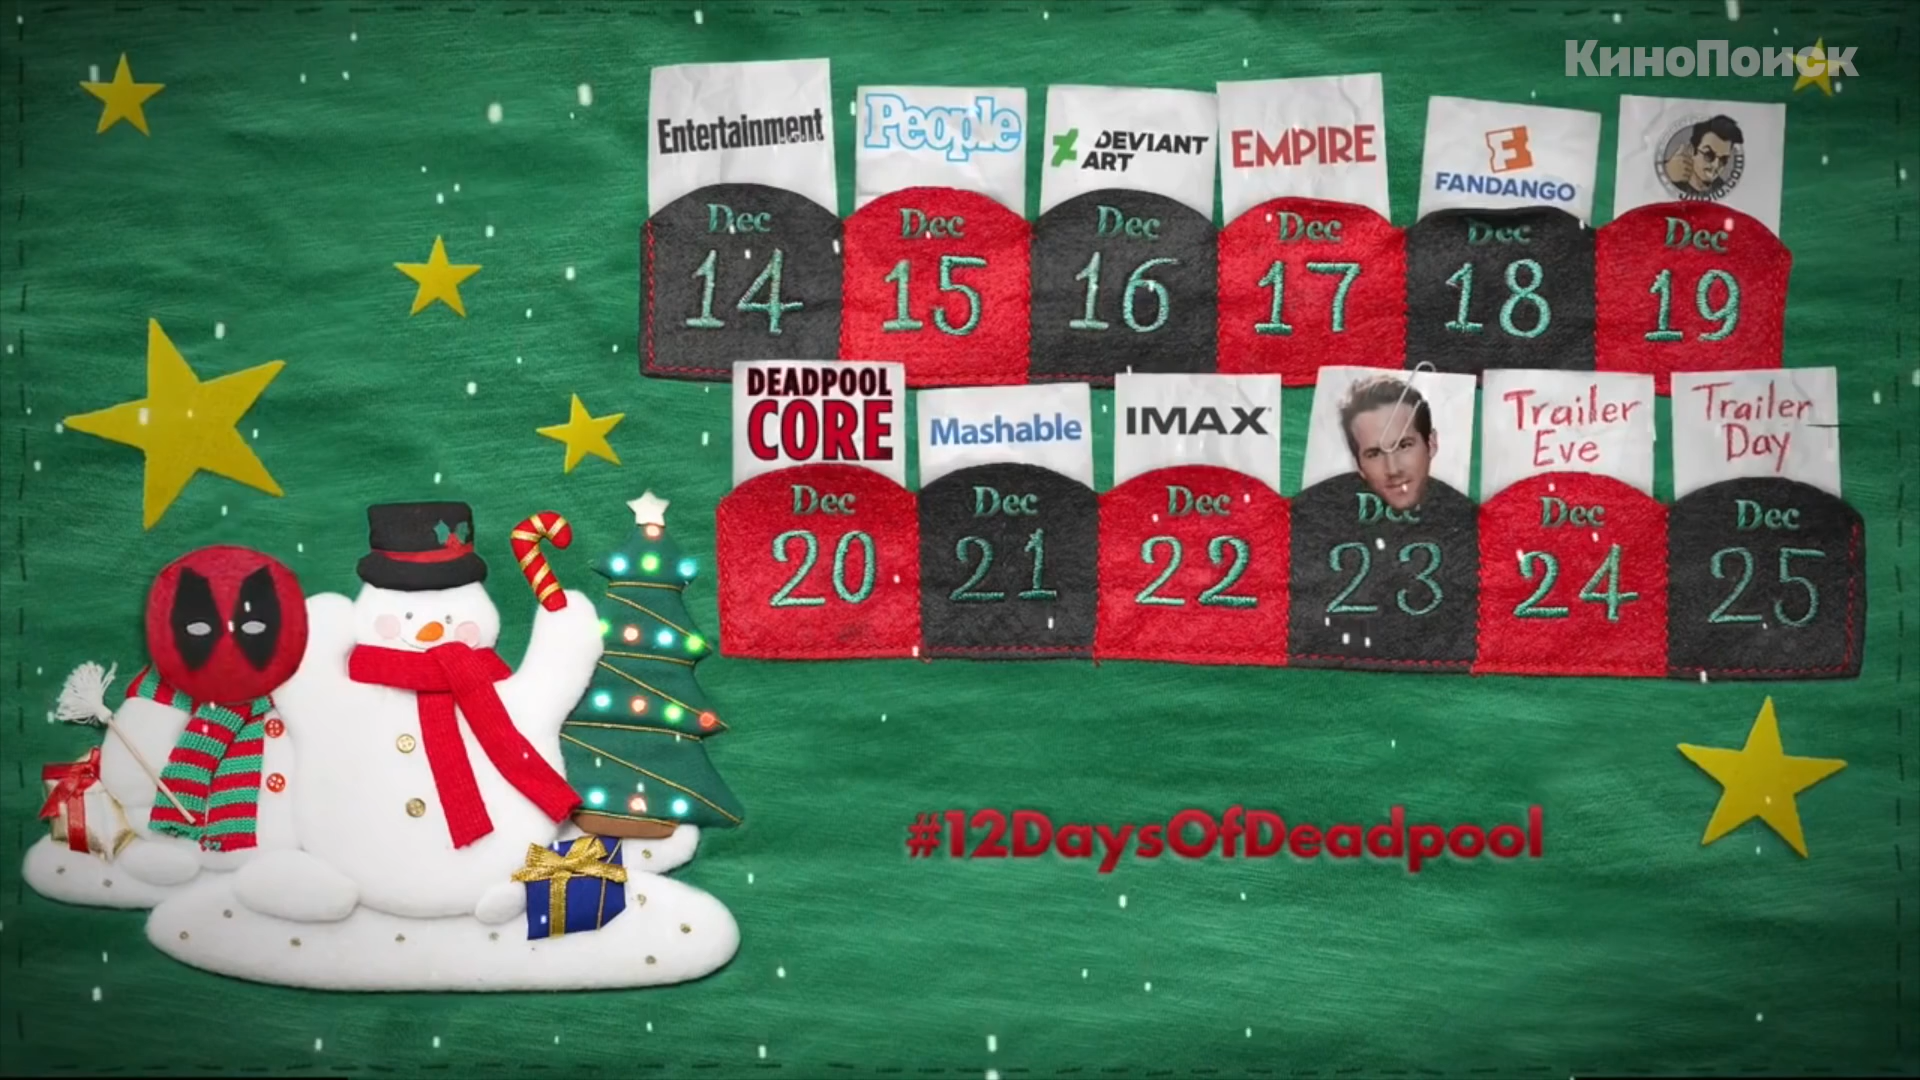 КиноПоиск
Entertainment
People
DEVIANT
ART
EMPIRE
FANDANGO
Dec
14
Dec
15
Dec
16
Dec
17
Dec
18
Dec
19
DEADPOOL
CORE
Mashable
IMAX
Trailer
Eve
Trailer
Day
Dec
20
Dec
21
Dec
22
Dec
23
Dec
24
Dec
25
#12DaysOfDeadpool